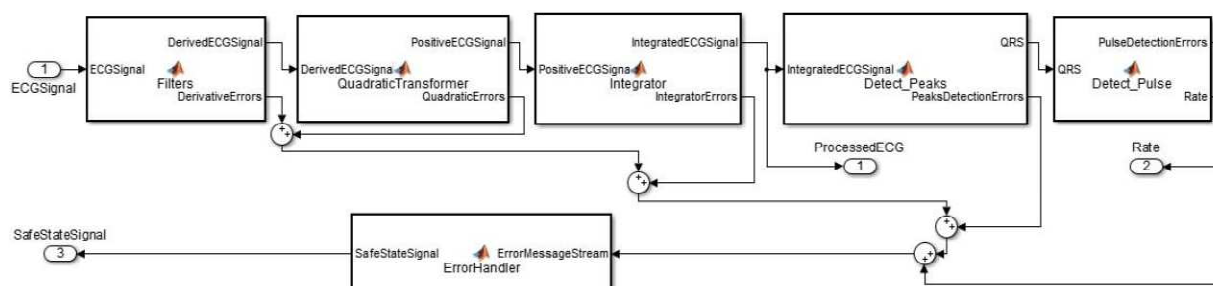 DerivedECGSignal
PositiveECGSignal
IntegratedECGSignal
QRS
PulseDetectionErrors
1
ECGSignal
ECGSignal
Filters
DerivedECGSigna
QuadraticTransformer
PositiveECGSigna
Integrator
IntegratedECGSignal
Detect_Peaks
QRS
Detect_Pulse
DerivativeErrors
QuadraticErrors
IntegratorErrors
PeaksDetectionErrors
Rate
++
ProcessedECG
1
Rate
2
++
++
SafeStateSignal
3
SafeStateSignal
ErrorHandler
ErrorMessageStream
++